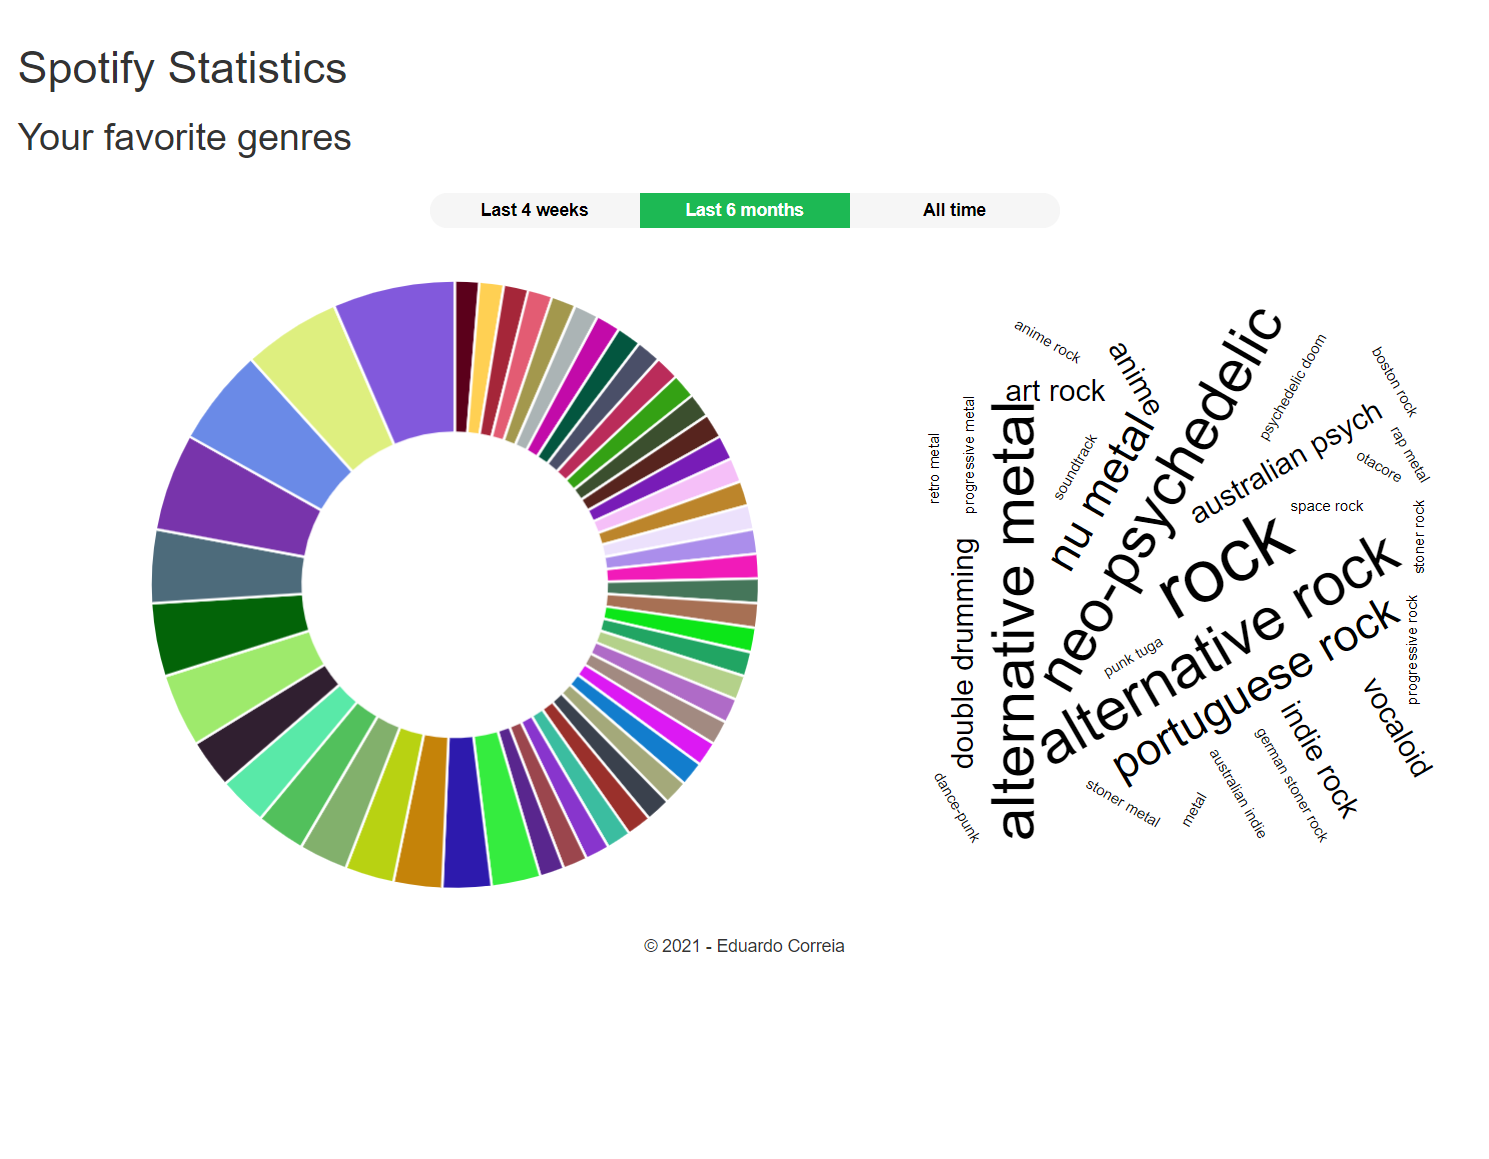 Spotify Statistics
Your favorite genres
Last 4 weeks
Last 6 months
All time
anime rock
anime
art rock
neo-psychedelic
psychedelic doom
boston rock
retro metal
progressive metal
alternative metal
soundtrack
nu metal
australian psych
rap metal
otacore
space rock
stoner rock
rock
double drumming
alternative rock
punk tuga
portuguese rock
progressive rock
vocaloid
indie rock
german stoner rock
australian indie
metal
stoner metal
dance-punk
© 2021 - Eduardo Correia